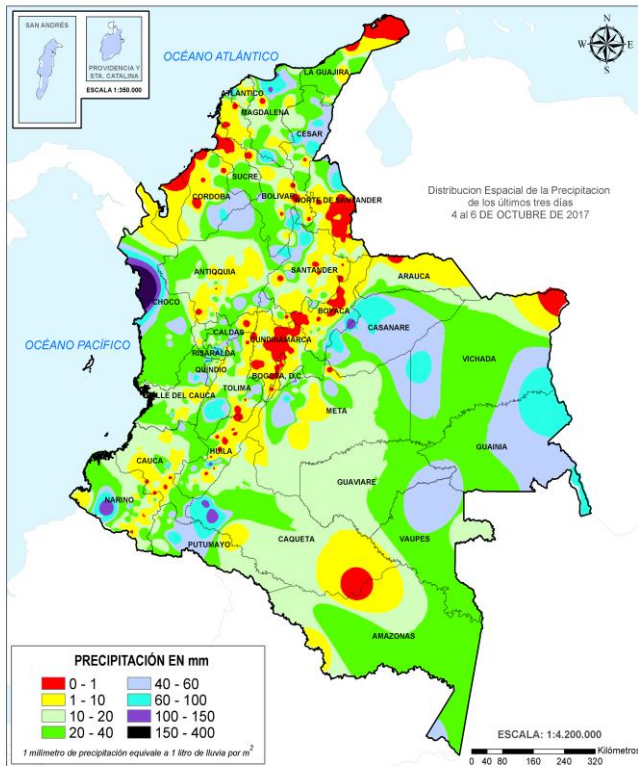 SAN ANDRÉS
PROVIDENCIA Y
STA. CATALINA
ESCALA 1:350.000
OCÉANO ATLÁNTICO
N
W E
S
LA GUAJIRA
ATLANTICO
MAGDALENA
CESAR
SUCRE
CORDOBA
BOLIVAR
NORTE DE SANTANDER
Distribucion Espacial de la Precipitacion
de los últimos tres días
4 al 6 DE OCTUBRE DE 2017
ANTIOQUIA
SANTANDER
ARAUCA
CHOCO
BOYACA
CASANARE
OCÉANO PACÍFICO
CALDAS
CUNDINAMARCA
VICHADA
RISARALDA
BOGOTA, D.C.
QUINDIO
TOLIMA
VALLE DEL CAUCA
META
GUAINIA
HUILA
CAUCA
GUAVIARE
NARIÑO
CAQUETA
VAUPES
PUTUMAYO
AMAZONAS
PRECIPITACIÓN EN mm
0 - 1 40 - 60
1 - 10 60 - 100
10 - 20 100 - 150
20 - 40 150 - 400
1 milimetro de precipitación equivale a 1 litro de lluvia por m²
ESCALA: 1:4.200.000
Kilómetros
0 40 80 160 240 320